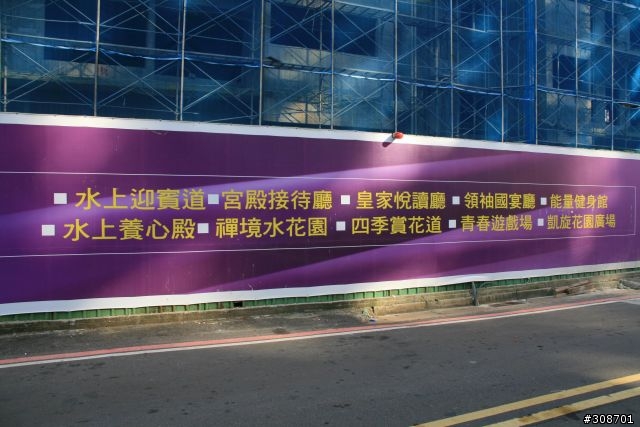 ■ 水上迎賓道 ■ 宮殿接待廳 ■ 皇家悅讀廳 ■ 領袖國宴廳 ■ 能量健身館
■ 水上養心殿 ■ 禪境水花園 ■ 四季賞花道 ■ 青春遊戲場 ■ 凱旋花園廣場
#308701